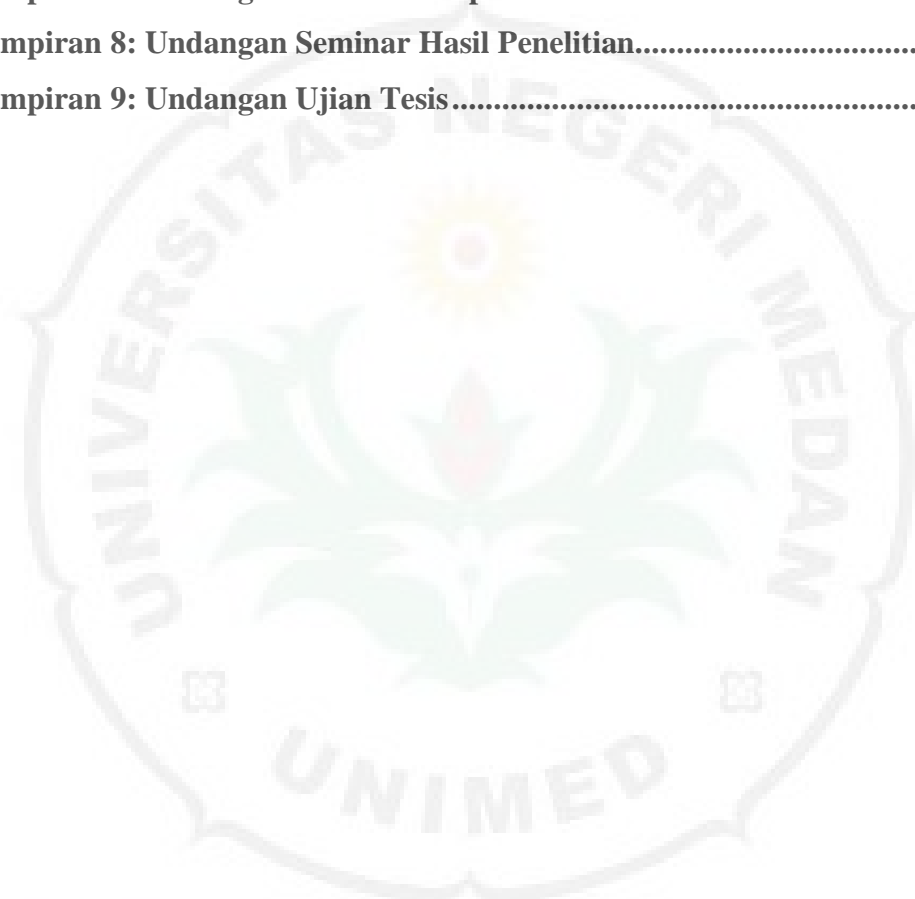 mpiran 8: Undangan Seminar Hasil Penelitian..................................
mpiran 9: Undangan Ujian Tesis........................................................
UNIVERSITAS NEGERI MEDAN
UNIMED